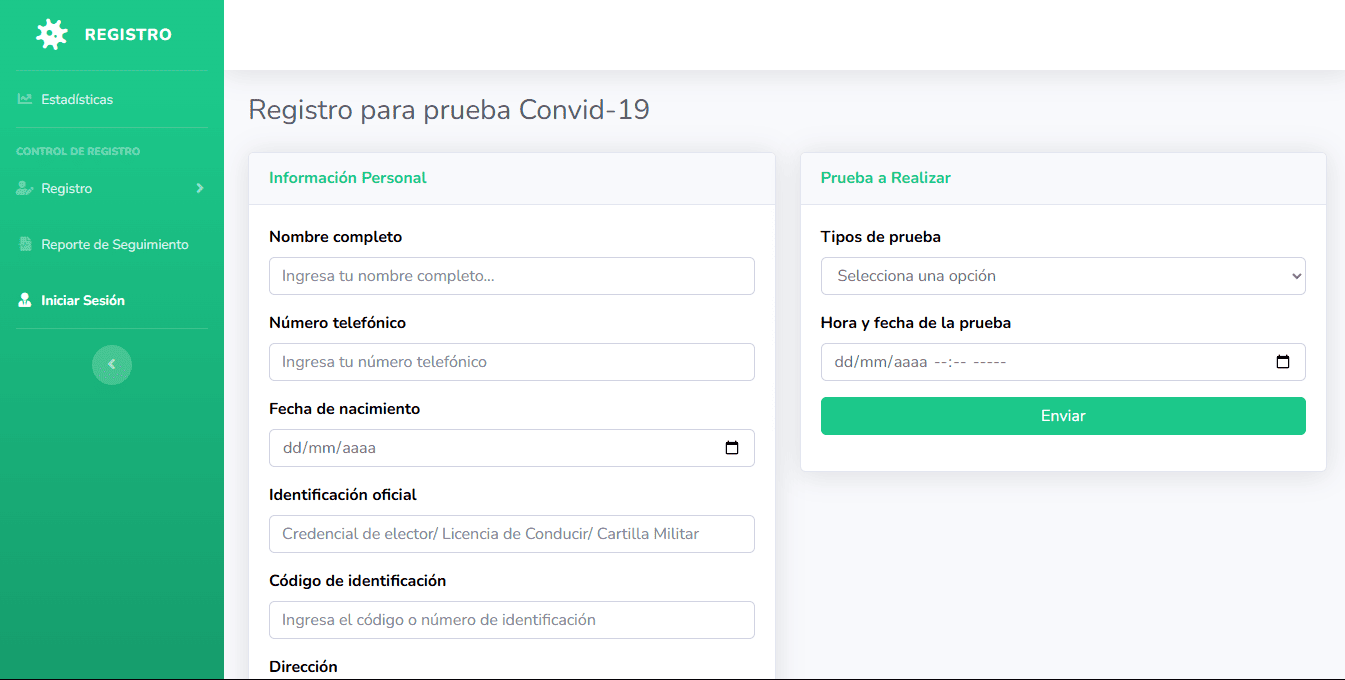 REGISTRO
Estadísticas
CONTROL DE REGISTRO
Registro
Reporte de Seguimiento
Iniciar Sesión
Registro para prueba Convid-19
Información Personal
Nombre completo
Ingresa tu nombre completo...
Número telefónico
Ingresa tu número telefónico
Fecha de nacimiento
dd/mm/aaaa
Identificación oficial
Credencial de elector/ Licencia de Conducir/ Cartilla Militar
Código de identificación
Ingresa el código o número de identificación
Dirección
Prueba a Realizar
Tipos de prueba
Selecciona una opción
Hora y fecha de la prueba
dd/mm/aaaa --:-- -----
Enviar